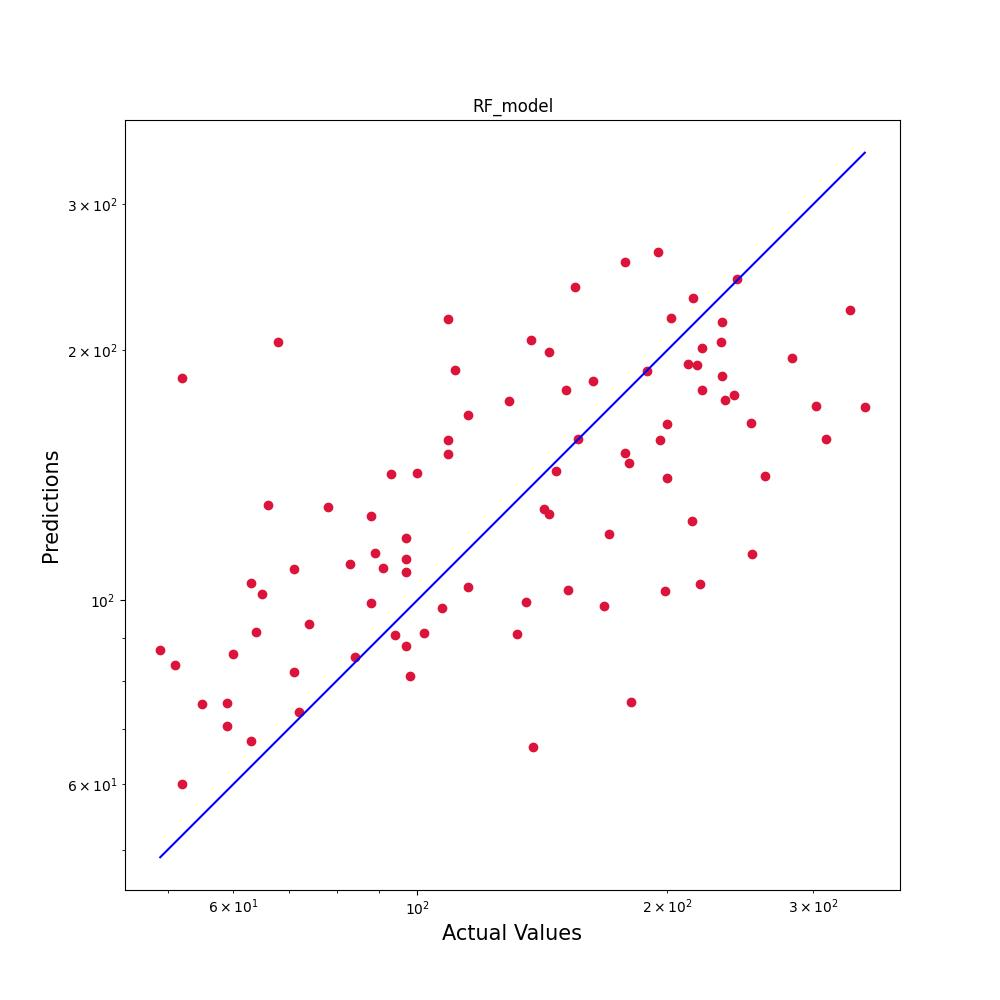 RF_model
3 × 10²
2 × 10²
10²
6 × 10¹
Predictions
6 × 10¹
10²
2 × 10²
3 × 10²
Actual Values